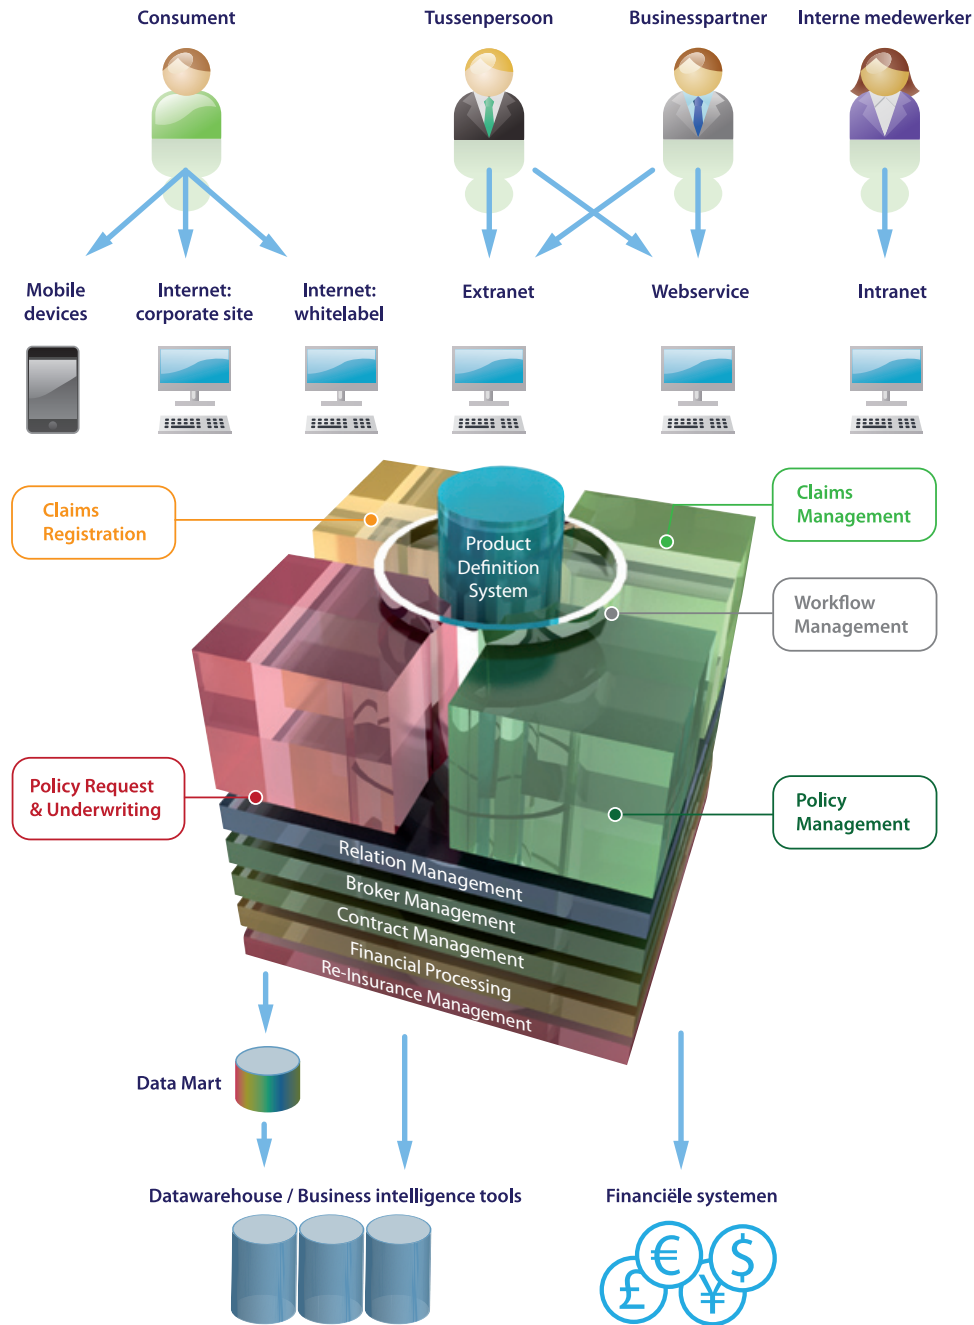 Consument
Tussenpersoon
Businesspartner
Interne medewerker
Mobile
devices
Internet:
corporate site
Internet:
whitelabel
Extranet
Webservice
Intranet
Claims
Registration
Claims
Management
Product
Definition
System
Workflow
Management
Policy Request
& Underwriting
Policy
Management
Relation Management
Broker Management
Contract Management
Financial Processing
Re-Insurance Management
Data Mart
Datawarehouse / Business intelligence tools
Financiële systemen
£
€
¥
$